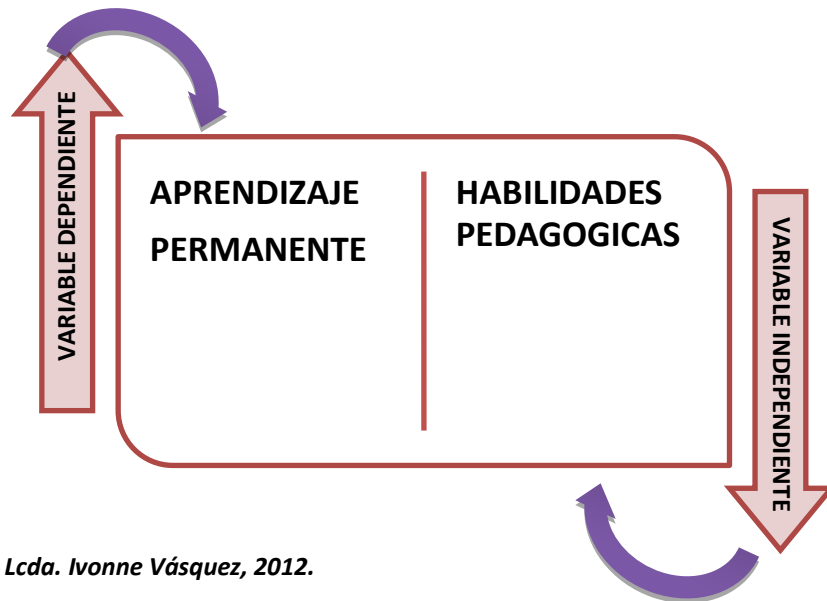 VARIABLE DEPENDIENTE
APRENDIZAJE
PERMANENTE
HABILIDADES
PEDAGOGICAS
VARIABLE INDEPENDIENTE
Lcda. Ivonne Vásquez, 2012.